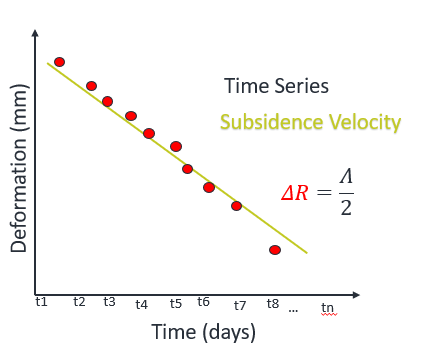 Time Series
Subsidence Velocity
ΔR = Λ/2
Deformation (mm)
t1 t2 t3 t4 t5 t6 t7 t8 ... tn
Time (days)